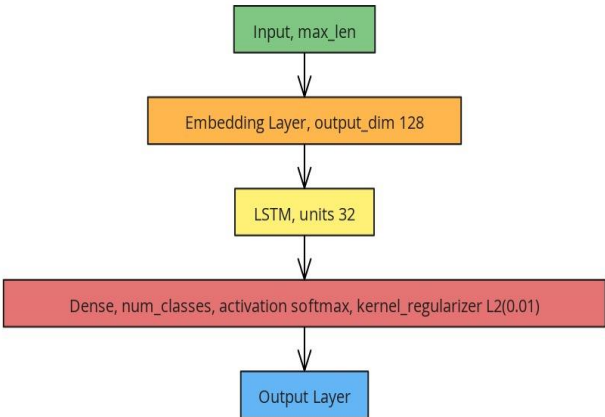 Input, max_len
Embedding Layer, output_dim 128
LSTM, units 32
Dense, num_classes, activation softmax, kernel_regularizer L2(0.01)
Output Layer